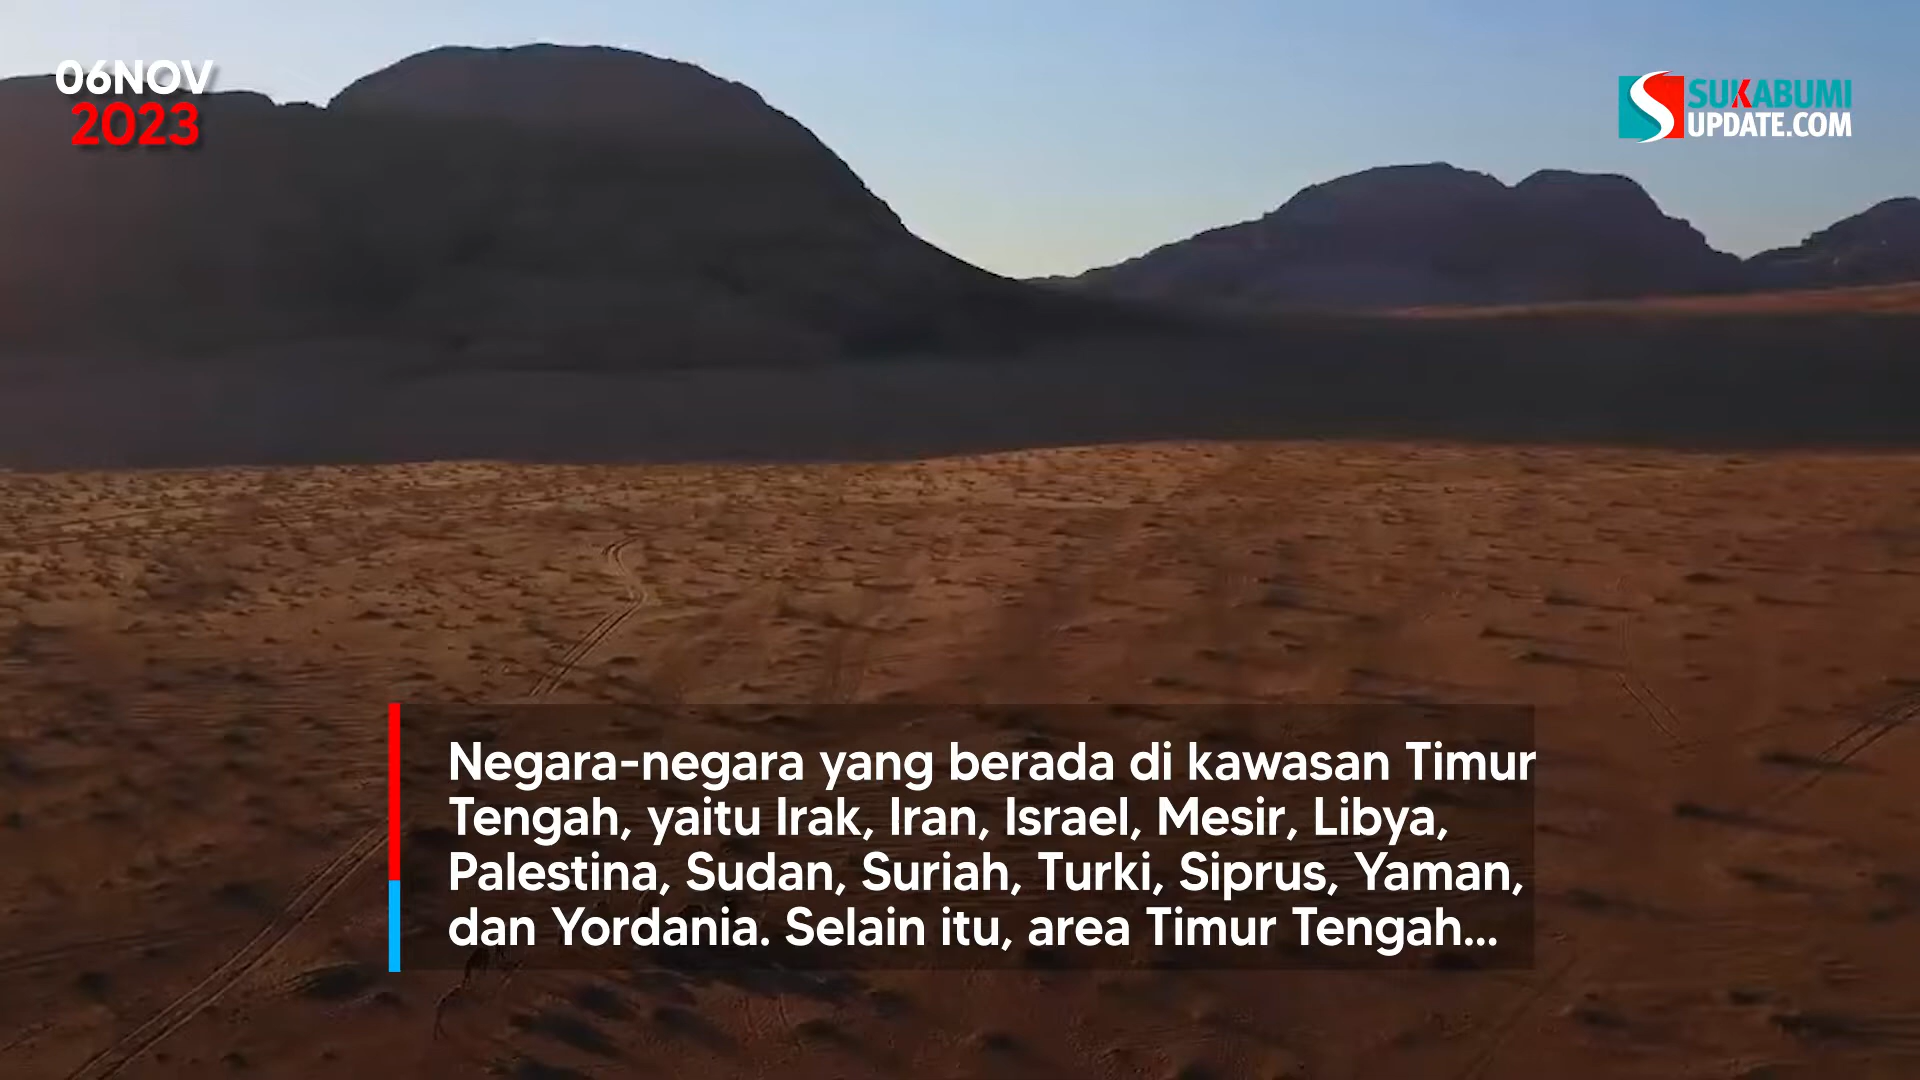 06NOV
2023
SUKABUMI
UPDATE.COM
Negara-negara yang berada di kawasan Timur
Tengah, yaitu Irak, Iran, Israel, Mesir, Libya,
Palestina, Sudan, Suriah, Turki, Siprus, Yaman,
dan Yordania. Selain itu, area Timur Tengah...